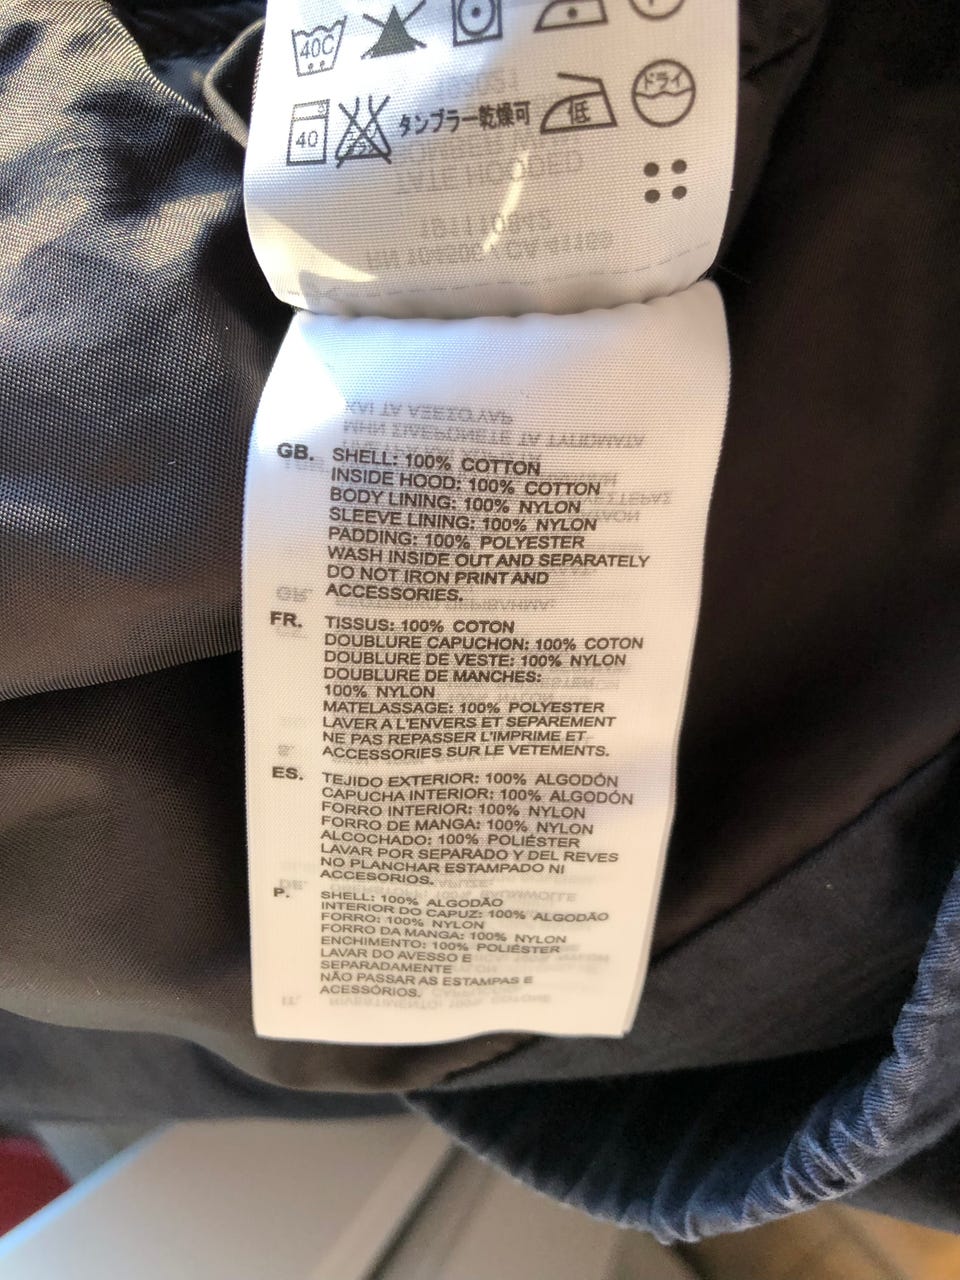 40C
40
タンブラー乾燥可
低
ドライ
GB. SHELL: 100% COTTON
INSIDE HOOD: 100% COTTON
BODY LINING: 100% NYLON
SLEEVE LINING: 100% NYLON
PADDING: 100% POLYESTER
WASH INSIDE OUT AND SEPARATELY
DO NOT IRON PRINT AND
ACCESSORIES.
FR. TISSUS: 100% COTON
DOUBLURE CAPUCHON: 100% COTON
DOUBLURE DE VESTE: 100% NYLON
DOUBLURE DE MANCHES:
100% NYLON
MATELASSAGE: 100% POLYESTER
LAVER A L'ENVERS ET SEPAREMENT
NE PAS REPASSER L'IMPRIME ET
ACCESSORIES SUR LE VETEMENTS.
ES. TEJIDO EXTERIOR: 100% ALGODÓN
CAPUCHA INTERIOR: 100% ALGODÓN
FORRO INTERIOR: 100% NYLON
FORRO DE MANGA: 100% NYLON
ALCOCHADO: 100% POLIÉSTER
LAVAR POR SEPARADO Y DEL REVES
NO PLANCHAR ESTAMPADO NI
ACCESORIOS.
P. SHELL: 100% ALGODÃO
INTERIOR DO CAPUZ: 100% ALGODÃO
FORRO: 100% NYLON
FORRO DA MANGA: 100% NYLON
ENCHIMENTO: 100% POLIÉSTER
LAVAR DO AVESSO E
SEPARADAMENTE
NÃO PASSAR AS ESTAMPAS E
ACESSÓRIOS.